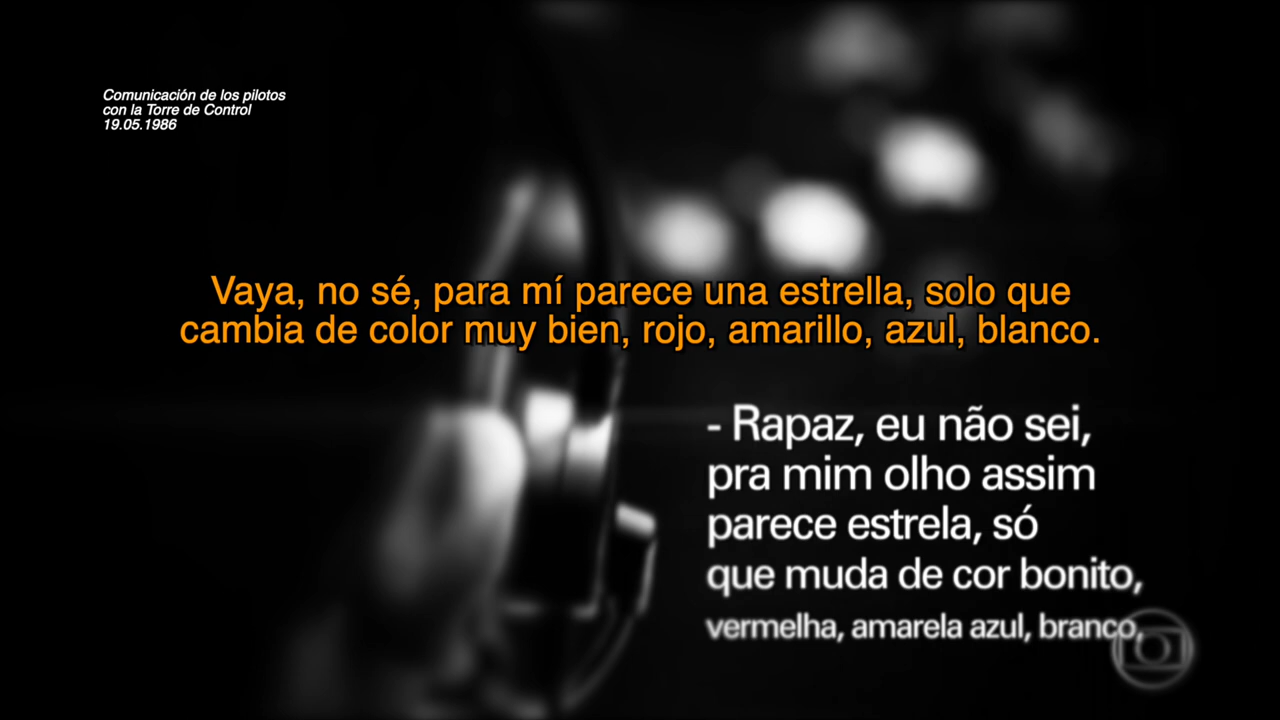 Comunicación de los pilotos
con la Torre de Control
19.05.1986
Vaya, no sé, para mí parece una estrella, solo que
cambia de color muy bien, rojo, amarillo, azul, blanco.
- Rapaz, eu não sei,
pra mim olho assim
parece estrela, só
que muda de cor bonito,
vermelha, amarela azul, branco,